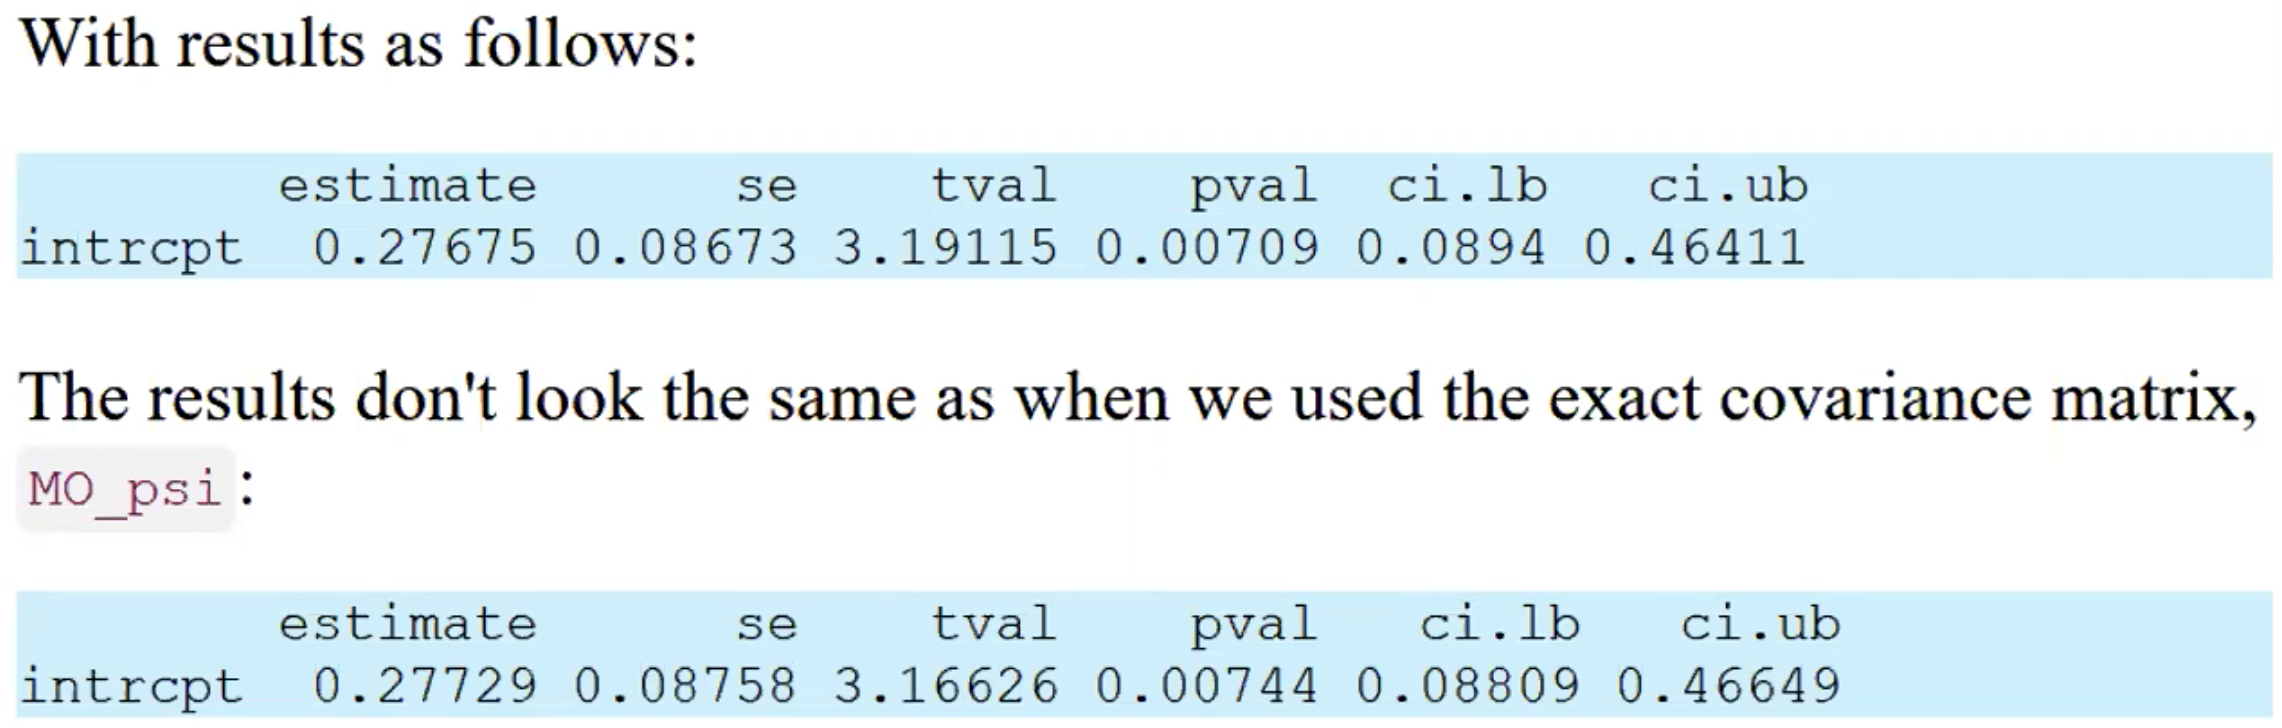 With results as follows:
estimate se tval pval ci.lb ci.ub
intrcpt 0.27675 0.08673 3.19115 0.00709 0.0894 0.46411
The results don't look the same as when we used the exact covariance matrix,
MO_psi:
estimate se tval pval ci.lb ci.ub
intrcpt 0.27729 0.08758 3.16626 0.00744 0.08809 0.46649